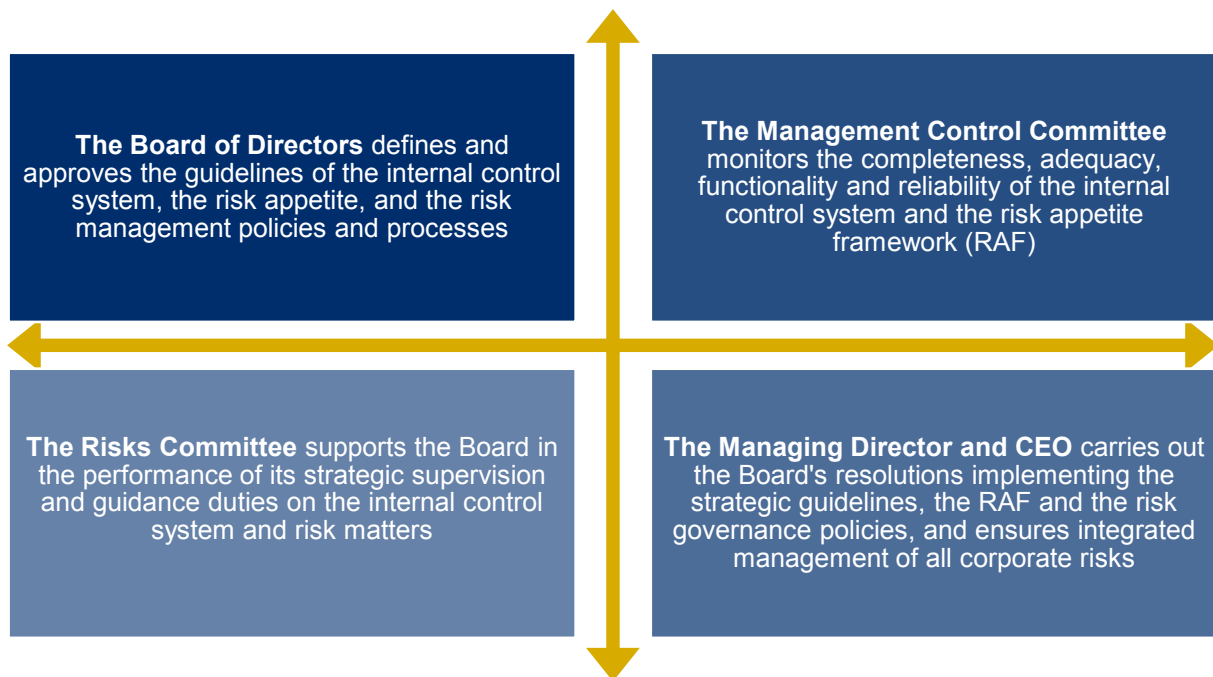 The Board of Directors defines and
approves the guidelines of the internal control
system, the risk appetite, and the risk
management policies and processes
The Management Control Committee
monitors the completeness, adequacy,
functionality and reliability of the internal
control system and the risk appetite
framework (RAF)
The Risks Committee supports the Board in
the performance of its strategic supervision
and guidance duties on the internal control
system and risk matters
The Managing Director and CEO carries out
the Board's resolutions implementing the
strategic guidelines, the RAF and the risk
governance policies, and ensures integrated
management of all corporate risks